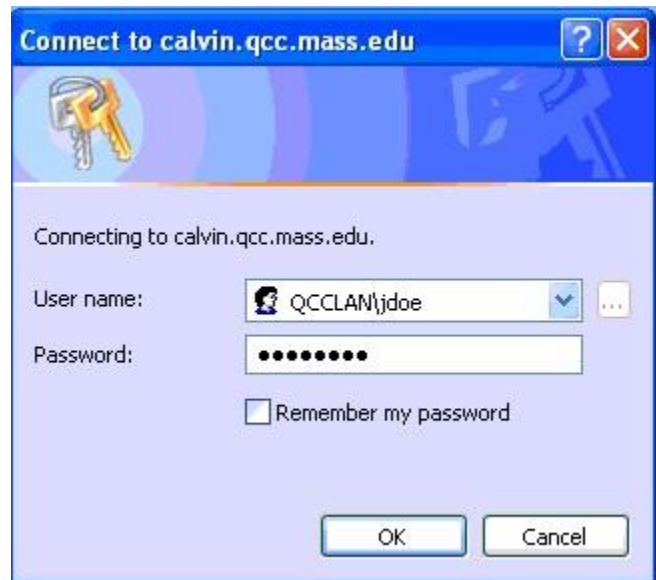 Connect to calvin.qcc.mass.edu
?
Connecting to calvin.qcc.mass.edu.
User name: QCCLAN\jdoe ...
Password: ••••••••
Remember my password
OK Cancel